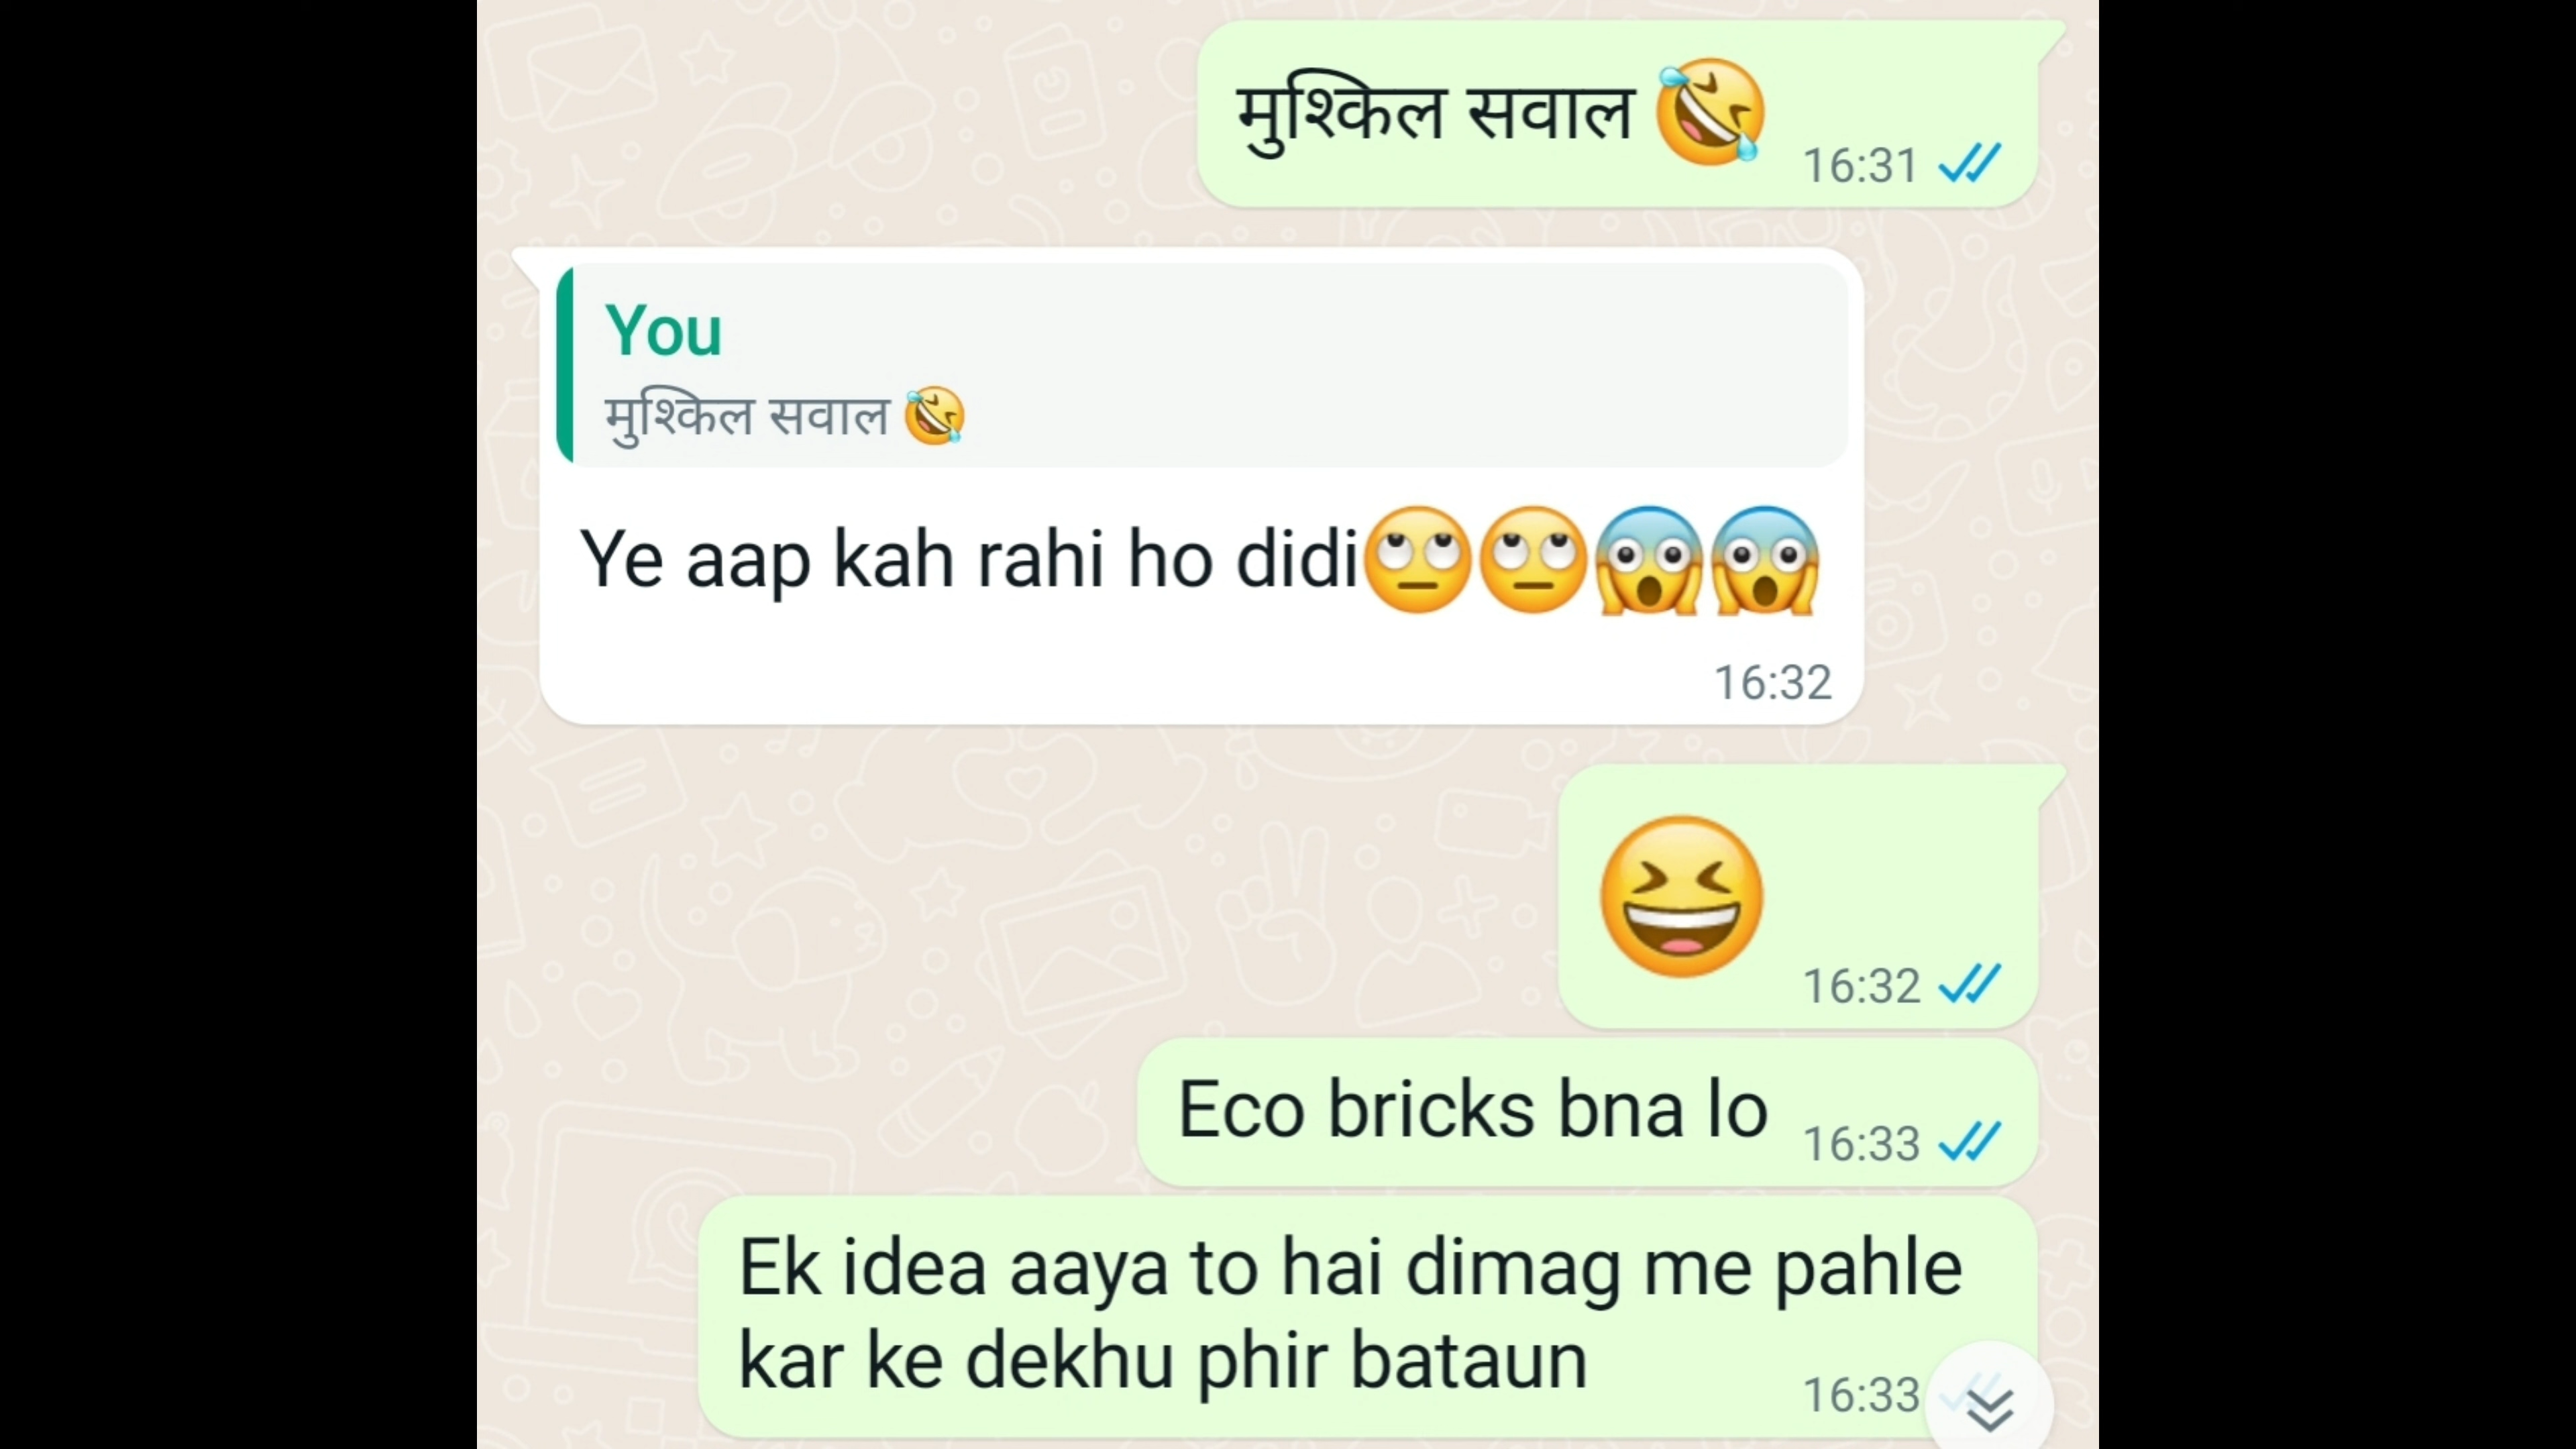 मुश्किल सवाल 🤣
16:31
You
मुश्किल सवाल 🤣
Ye aap kah rahi ho didi🙄🙄😱😱
16:32
😆
16:32
Eco bricks bna lo
16:33
Ek idea aaya to hai dimag me pahle
kar ke dekhu phir bataun
16:33